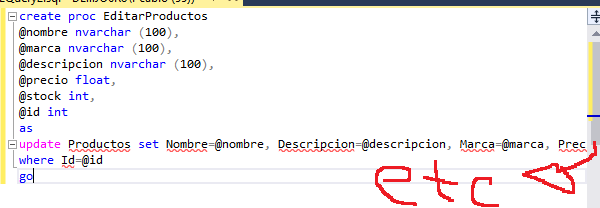 create proc EditarProductos
@nombre nvarchar (100),
@marca nvarchar (100),
@descripcion nvarchar (100),
@precio float,
@stock int,
@id int
as
update Productos set Nombre=@nombre, Descripcion=@descripcion, Marca=@marca, Prec
where Id=@id
go
etc